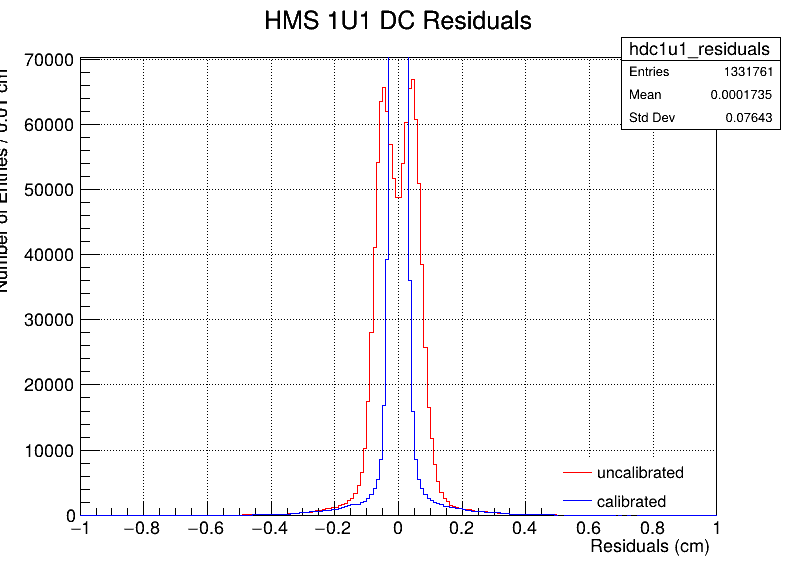 HMS 1U1 DC Residuals
hdc1u1_residuals
Entries 1331761
Mean 0.0001735
Std Dev 0.07643
Number of Entries / 0.01 cm
70000
60000
50000
40000
30000
20000
10000
0
uncalibrated
calibrated
−1 −0.8 −0.6 −0.4 −0.2 0 0.2 0.4 0.6 0.8 1
Residuals (cm)